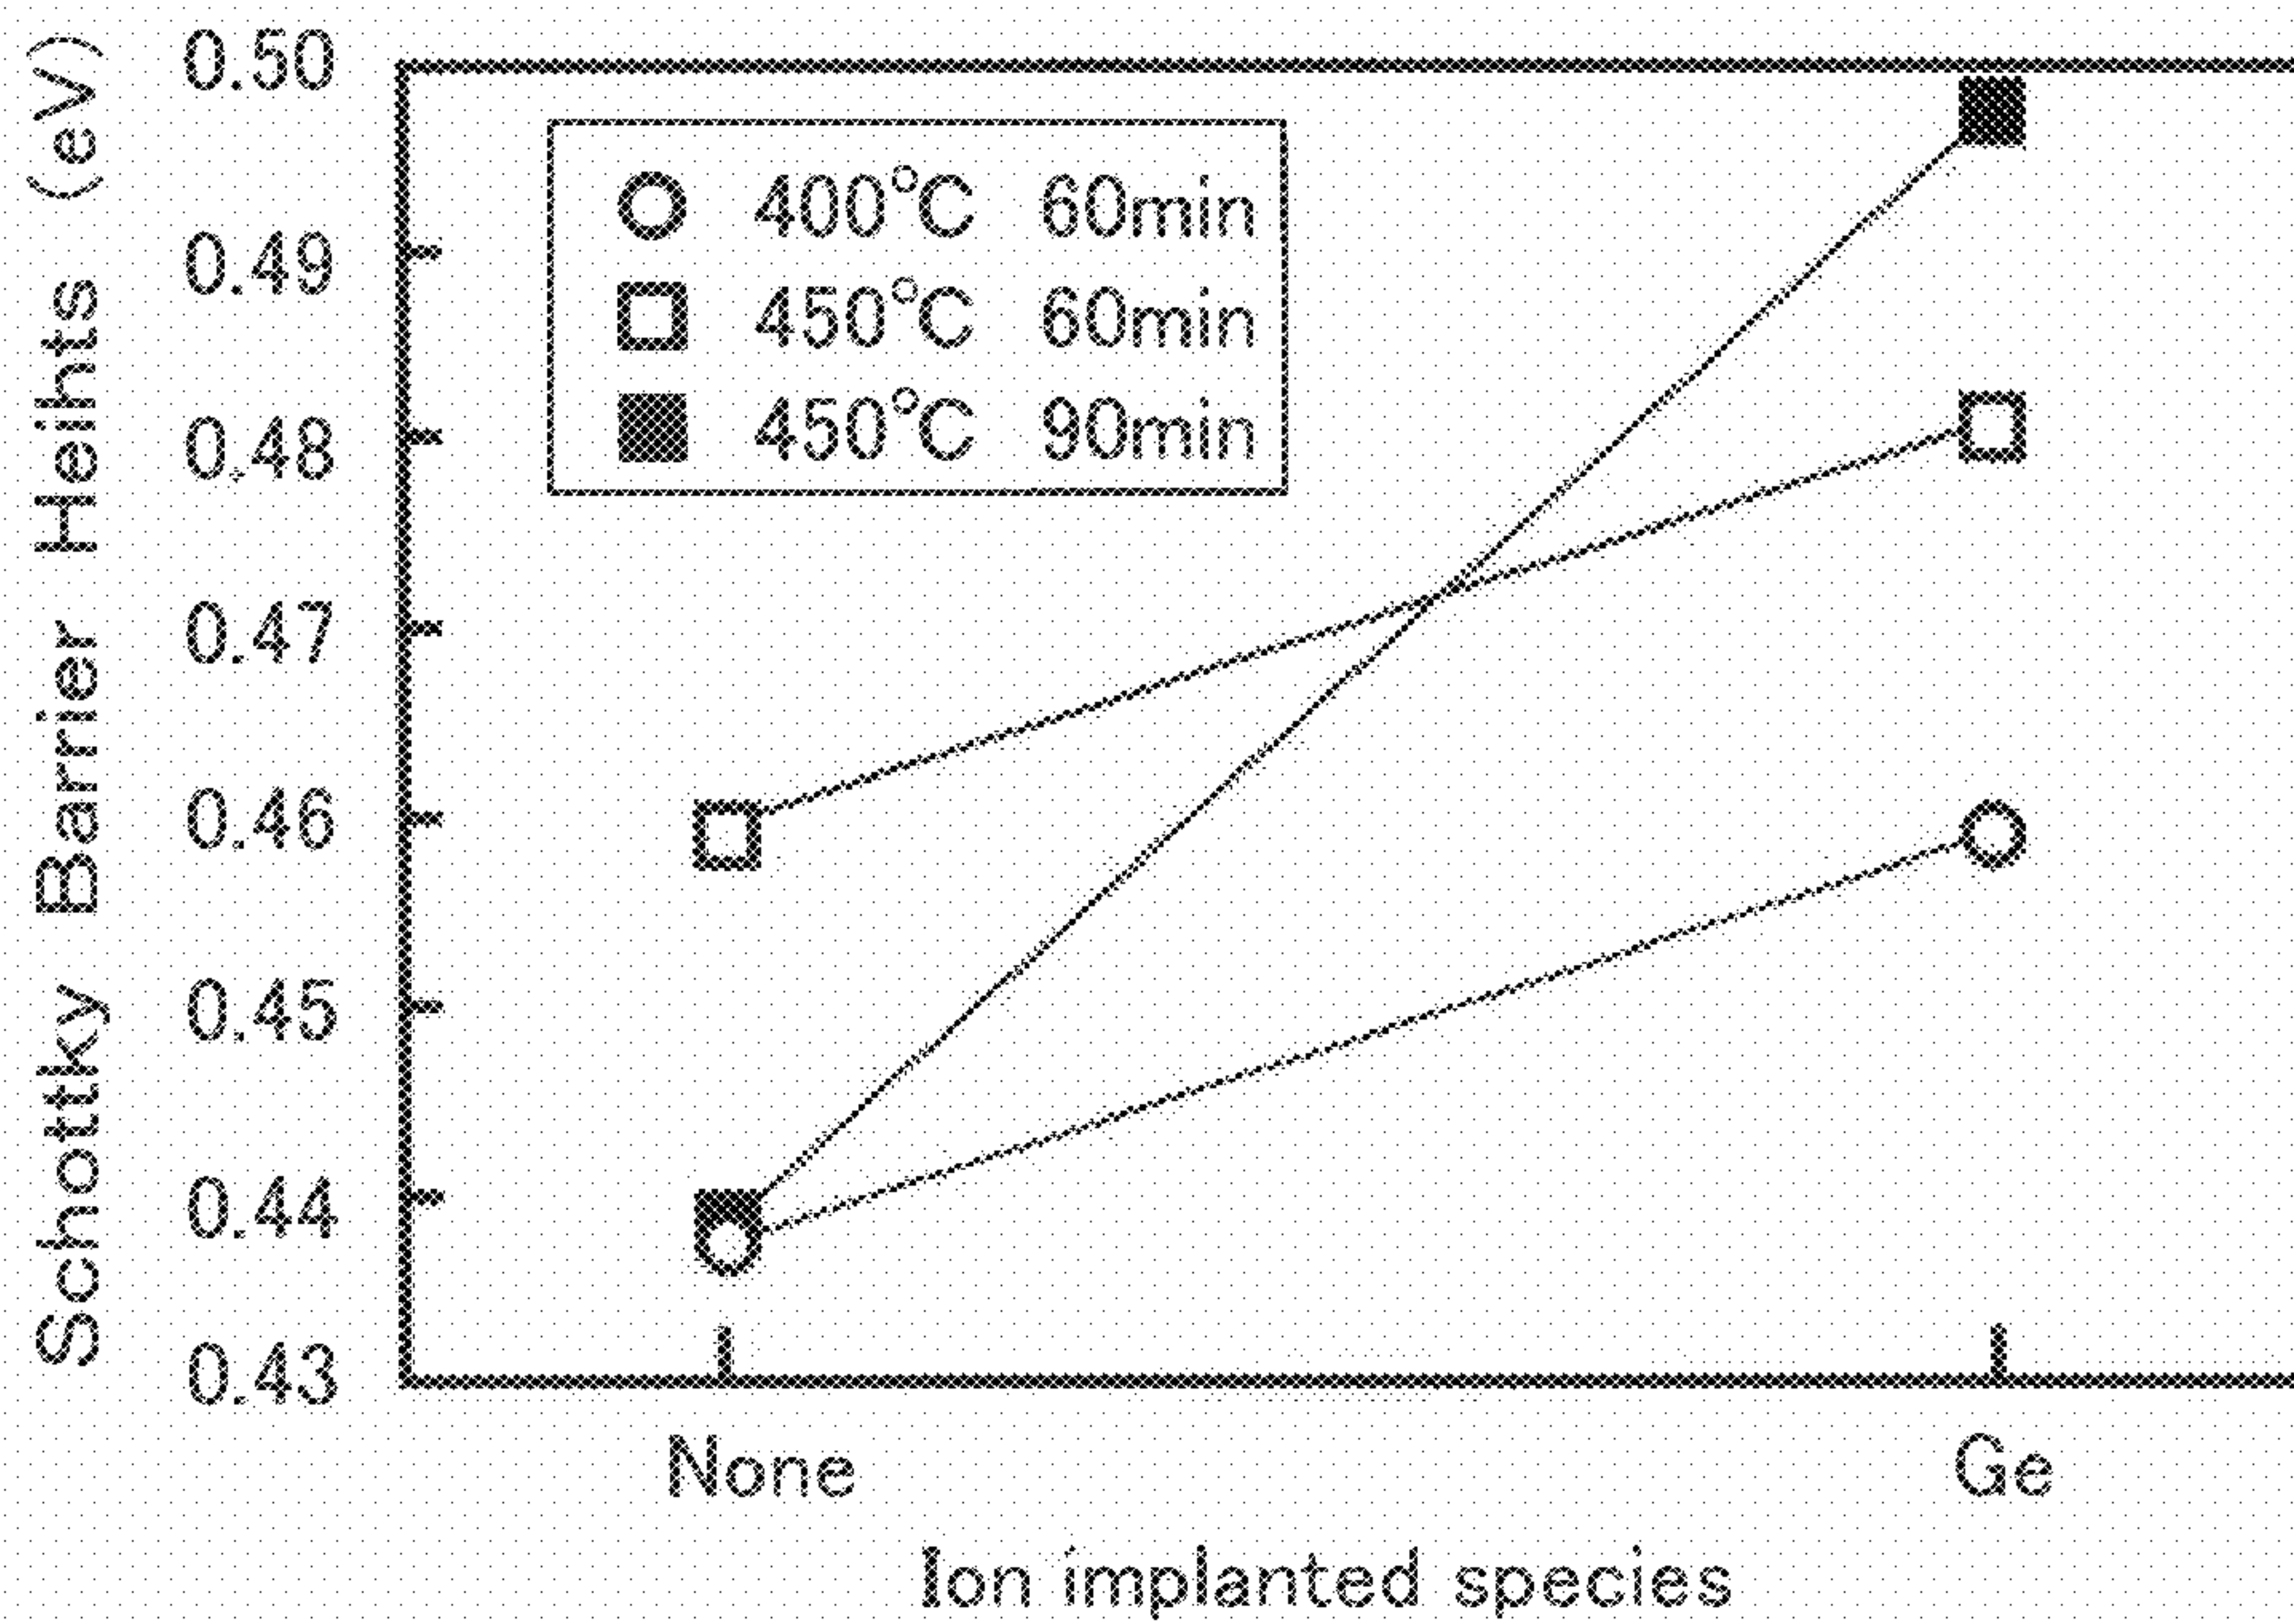 Schottky Barrier Heihts (eV)
0.50
0.49
0.48
0.47
0.46
0.45
0.44
0.43
400°C 60min
450°C 60min
450°C 90min
None Ge
Ion implanted species